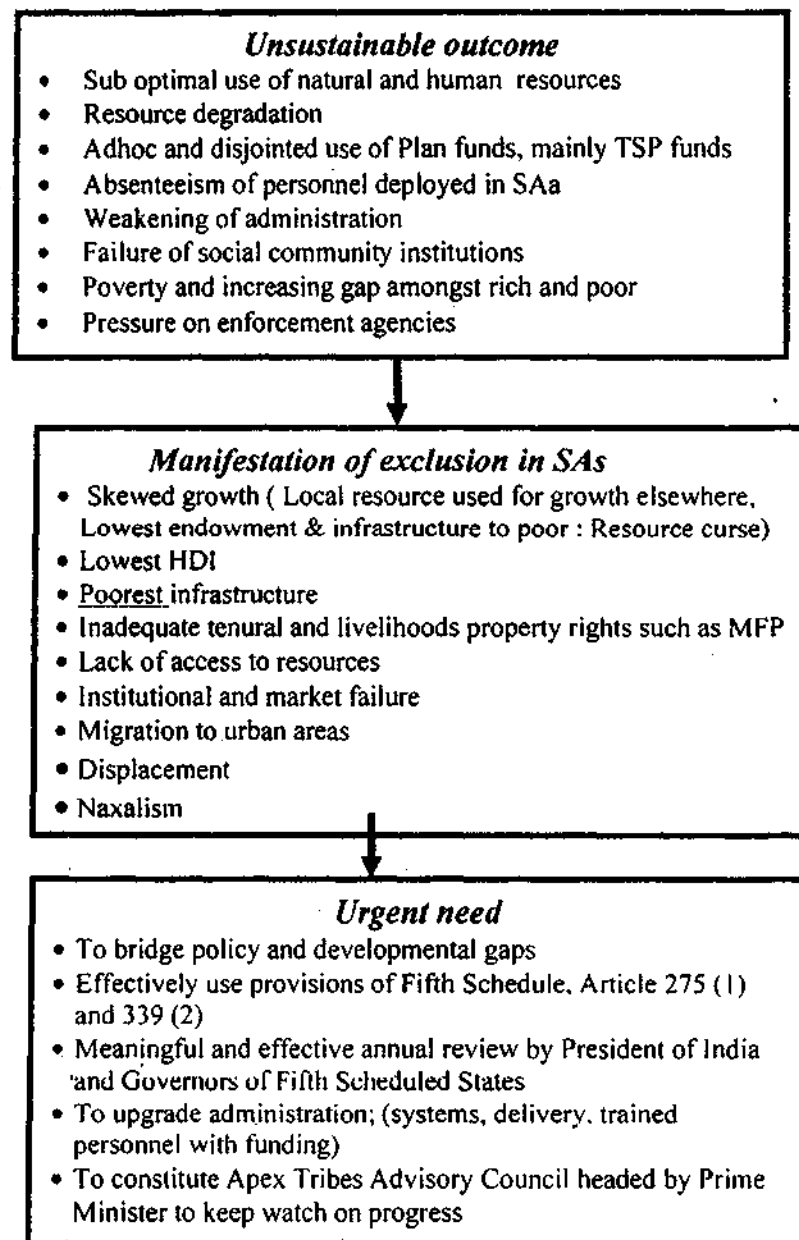 Unsustainable outcome
• Sub optimal use of natural and human resources
• Resource degradation
• Adhoc and disjointed use of Plan funds, mainly TSP funds
• Absenteeism of personnel deployed in SAa
• Weakening of administration
• Failure of social community institutions
• Poverty and increasing gap amongst rich and poor
• Pressure on enforcement agencies
Manifestation of exclusion in SAs
• Skewed growth ( Local resource used for growth elsewhere,
Lowest endowment & infrastructure to poor : Resource curse)
• Lowest HDI
• Poorest infrastructure
• Inadequate tenural and livelihoods property rights such as MFP
• Lack of access to resources
• Institutional and market failure
• Migration to urban areas
• Displacement
• Naxalism
Urgent need
• To bridge policy and developmental gaps
• Effectively use provisions of Fifth Schedule, Article 275 (1)
and 339 (2)
• Meaningful and effective annual review by President of India
and Governors of Fifth Scheduled States
• To upgrade administration; (systems, delivery, trained
personnel with funding)
• To constitute Apex Tribes Advisory Council headed by Prime
Minister to keep watch on progress